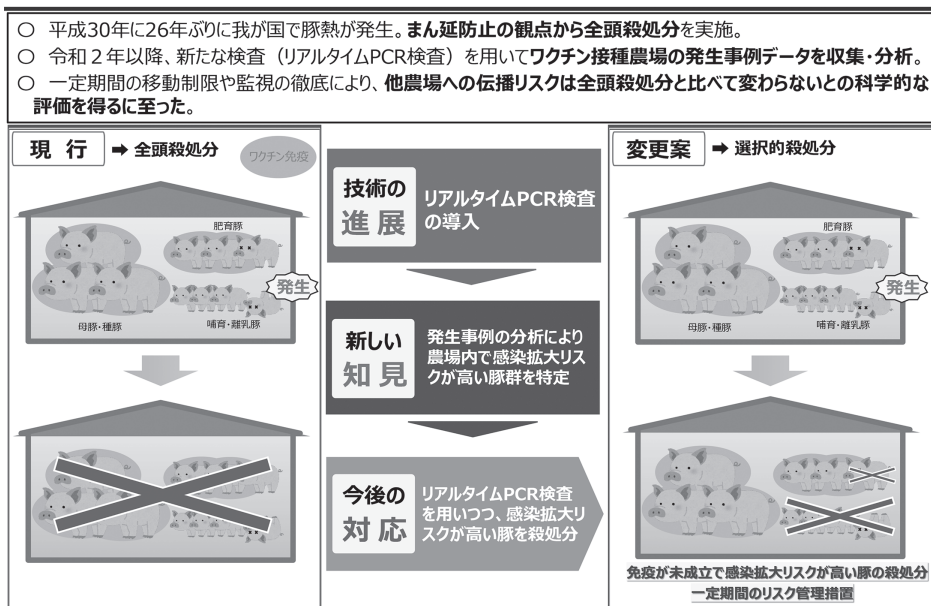 ○ 平成30年に26年ぶりに我が国で豚熱が発生。まん延防止の観点から全頭殺処分を実施。
○ 令和2年以降、新たな検査（リアルタイムPCR検査）を用いてワクチン接種農場の発生事例データを収集・分析。
○ 一定期間の移動制限や監視の徹底により、他農場への伝播リスクは全頭殺処分と比べて変わらないとの科学的な
評価を得るに至った。
現 行 ➡ 全頭殺処分
ワクチン免疫
肥育豚
発生
母豚・種豚
哺育・離乳豚
技術の
進 展
リアルタイムPCR検査
の導入
新しい
知 見
発生事例の分析により
農場内で感染拡大リス
クが高い豚群を特定
今後の
対 応
リアルタイムPCR検査
を用いつつ、感染拡大リ
スクが高い豚を殺処分
変更案 ➡ 選択的殺処分
肥育豚
発生
母豚・種豚
哺育・離乳豚
免疫が未成立で感染拡大リスクが高い豚の殺処分
一定期間のリスク管理措置